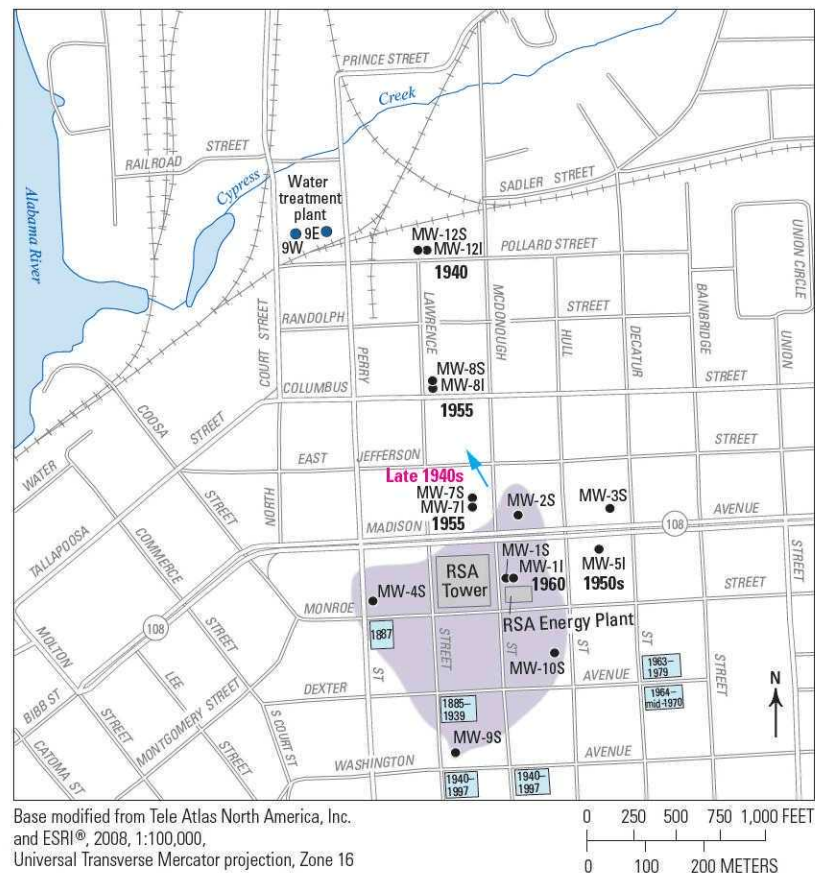 PRINCE STREET
Creek
RAILROAD STREET
Cypress
SADLER STREET
Alabama River
Water
treatment
plant
9E
9W
MW-12S
MW-12I
1940
POLLARD STREET
UNION CIRCLE
COURT STREET
RANDOLPH STREET
PERRY
LAWRENCE
MCDONOUGH
HULL
DECATUR
BAINBRIDGE
UNION
MW-8S
MW-8I
1955
COLUMBUS STREET
COOSA
STREET
EAST JEFFERSON STREET
Late 1940s
WATER
MW-7S
MW-7I
1955
MW-2S
MW-3S
NORTH
STREET
MADISON AVENUE
108
TALLAPOOSA
COMMERCE
MW-1S
MW-1I
1960
MW-5I
1950s
RSA
Tower
MW-4S
MONROE STREET
RSA Energy Plant
108
1887
MOLTON
STREET
LEE
STREET
ST
STREET
ST
ST
ST
STREET
STREET
MW-10S
1963–
1979
1964–
mid-1970
BIBB ST
MONTGOMERY STREET
DEXTER AVENUE
S COURT ST
1885–
1939
N
MW-9S
STREET
CATOMA ST
STREET
WASHINGTON AVENUE
1940–
1997
1940–
1997
Base modified from Tele Atlas North America, Inc.
and ESRI®, 2008, 1:100,000,
Universal Transverse Mercator projection, Zone 16
0 250 500 750 1,000 FEET
0 100 200 METERS